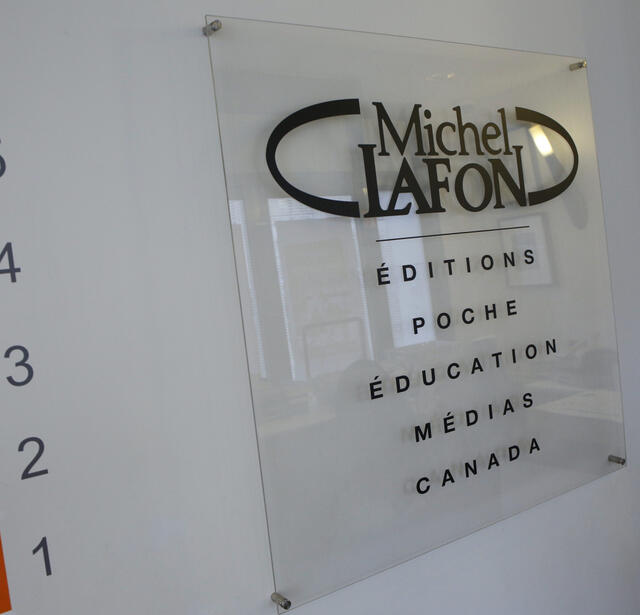 Michel
LAFON
ÉDITIONS
POCHE
ÉDUCATION
MÉDIAS
CANADA
4
3
2
1